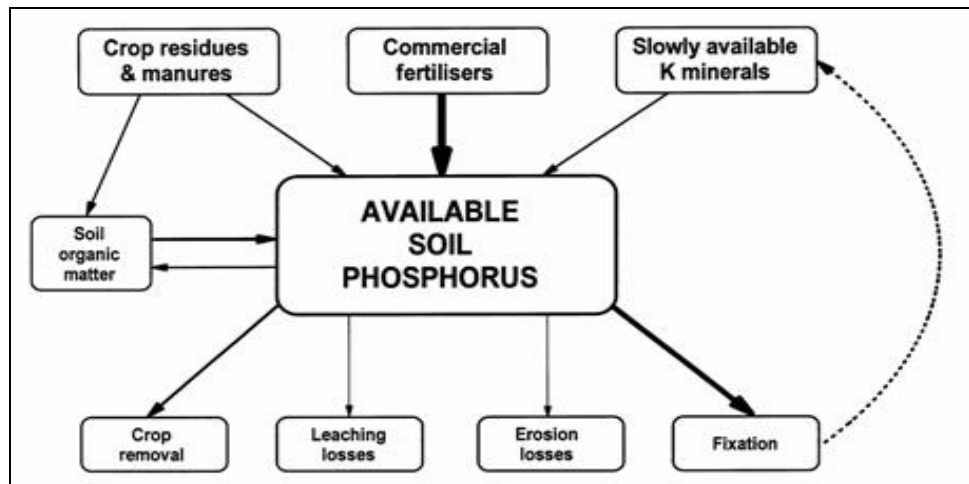 Crop residues
& manures
Commercial
fertilisers
Slowly available
K minerals
AVAILABLE
SOIL
PHOSPHORUS
Soil
organic
matter
Crop
removal
Leaching
losses
Erosion
losses
Fixation